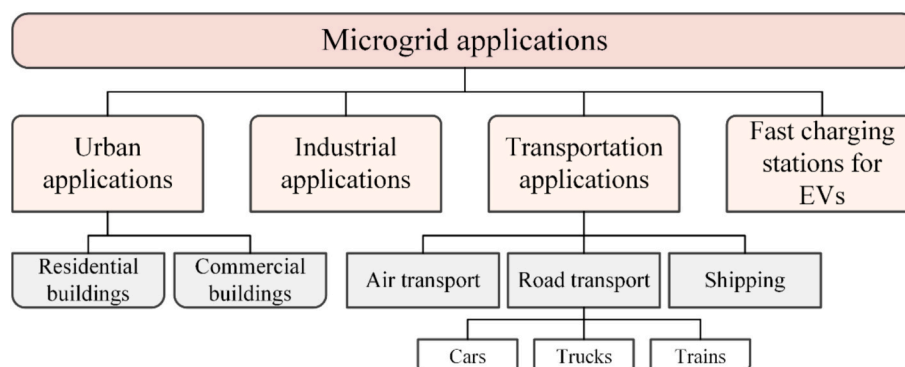 Microgrid applications
Urban
applications
Industrial
applications
Transportation
applications
Fast charging
stations for
EVs
Residential
buildings
Commercial
buildings
Air transport
Road transport
Shipping
Cars
Trucks
Trains